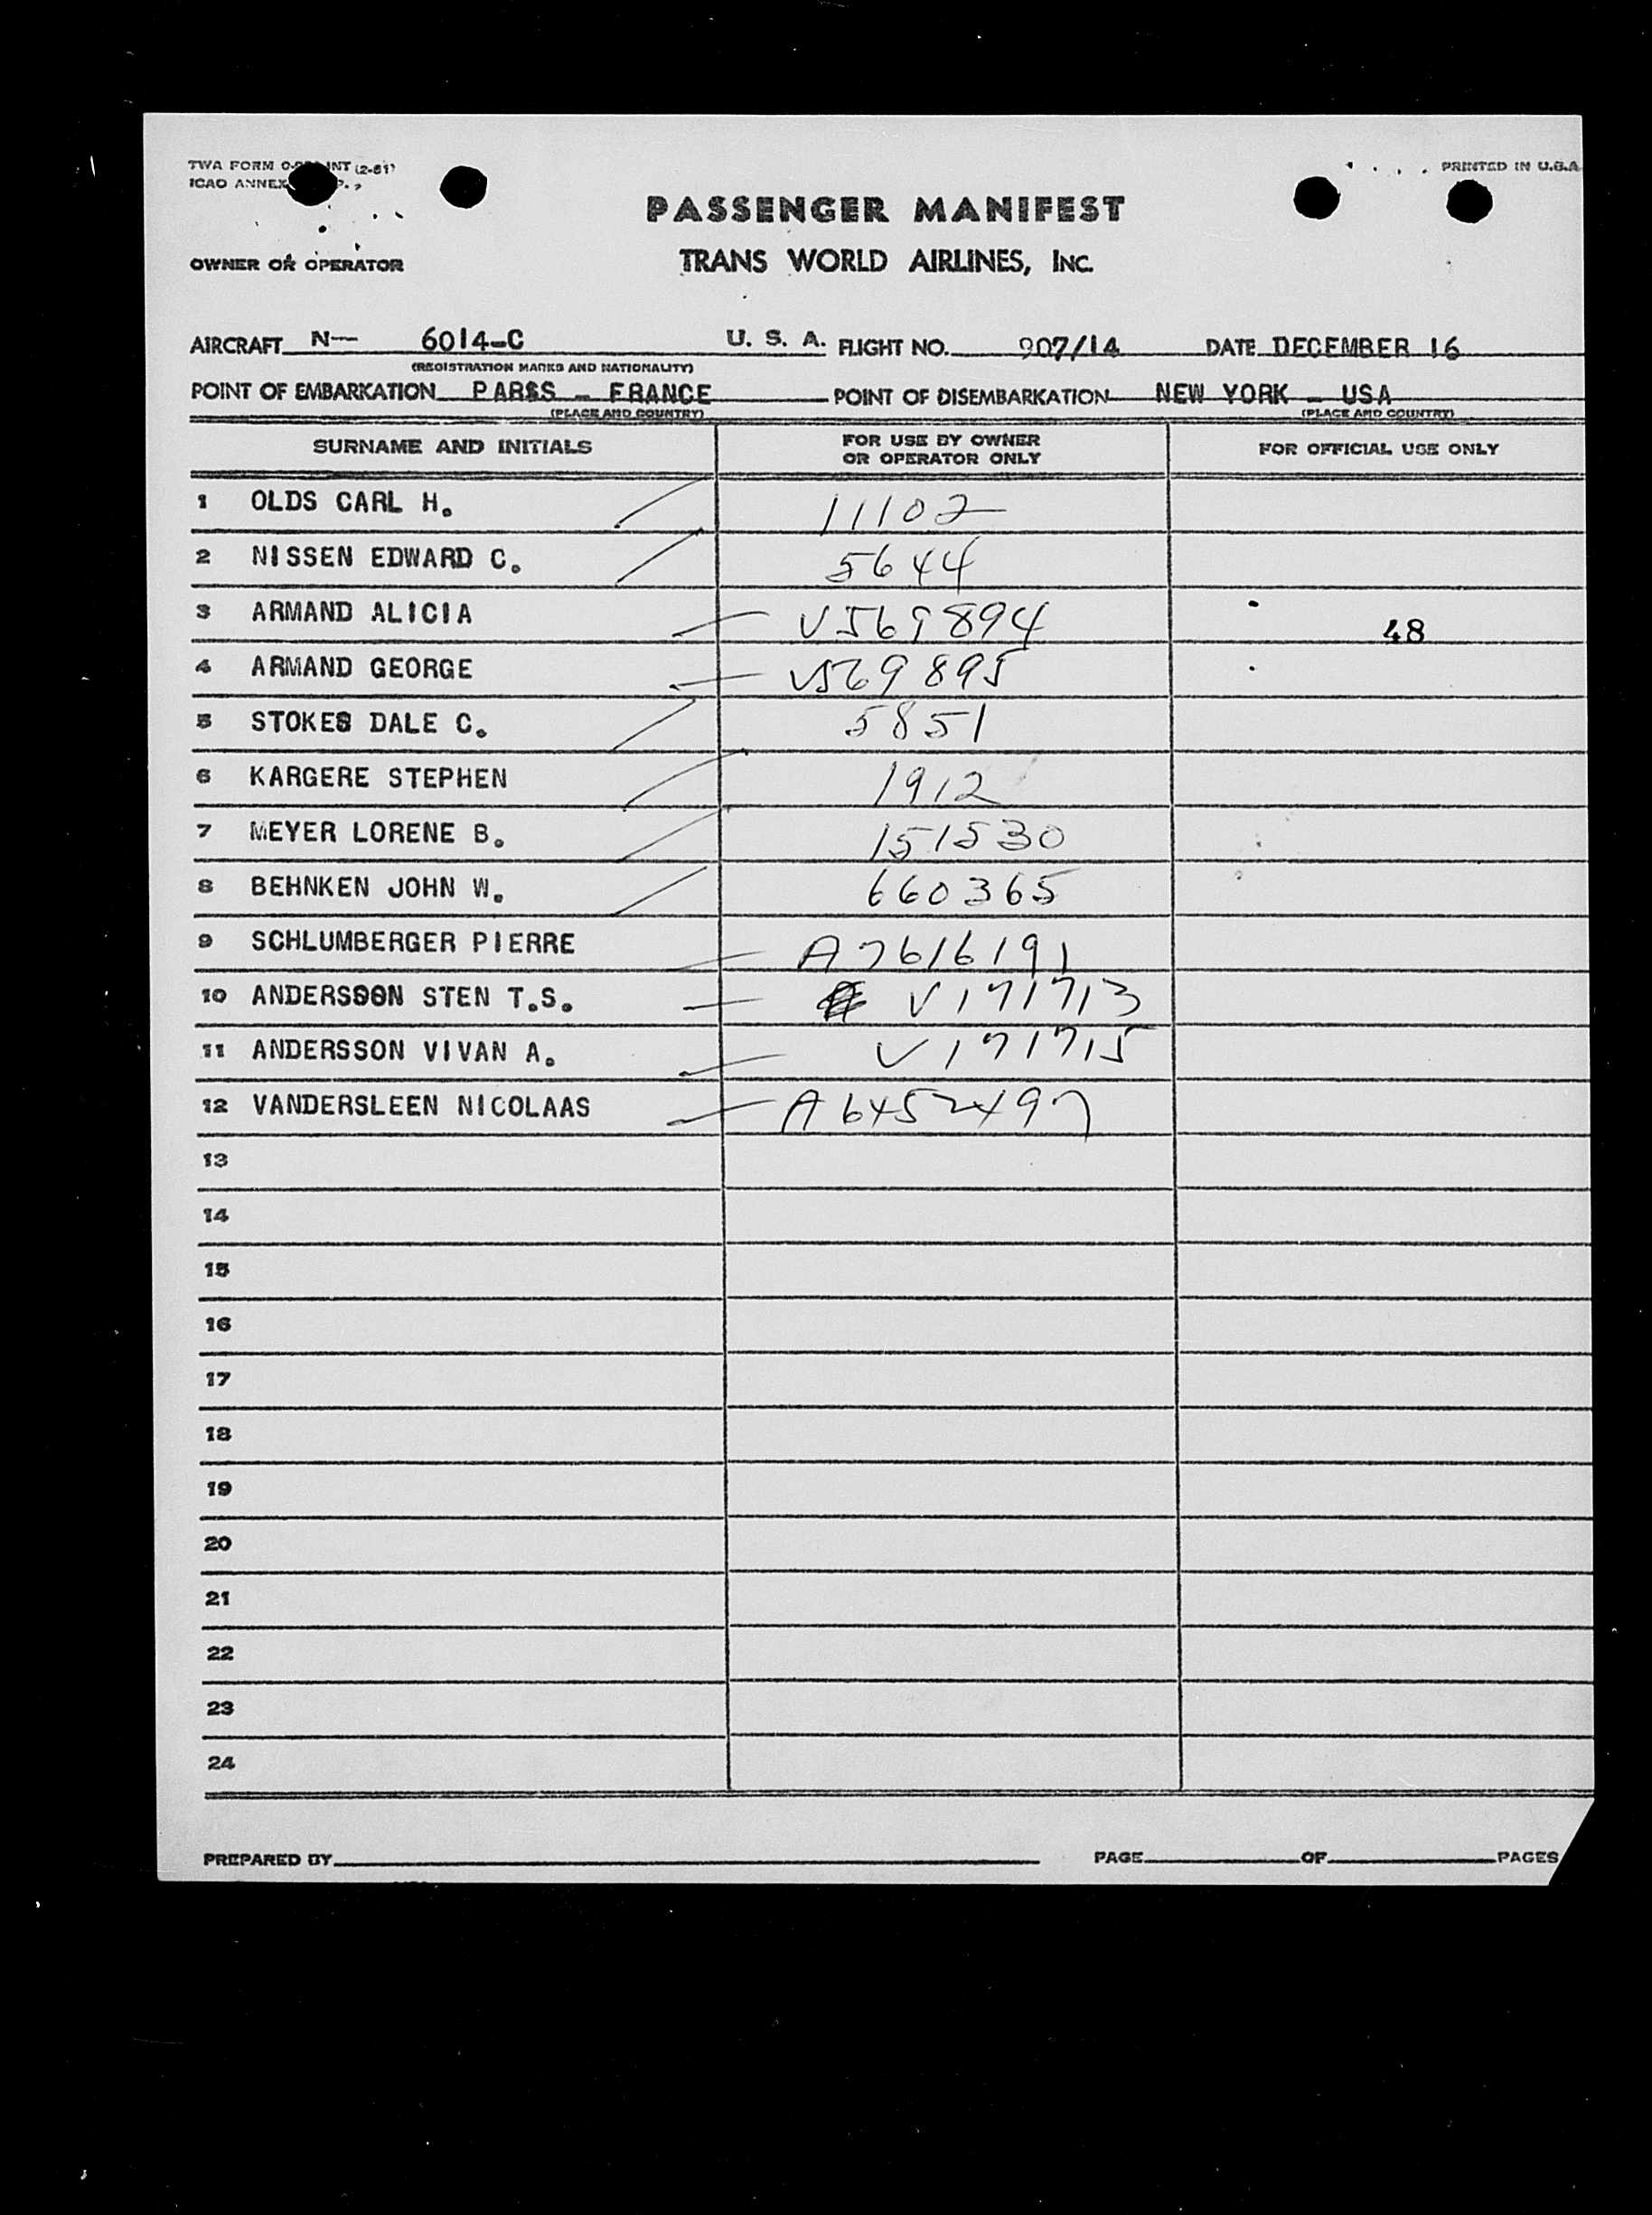 TWA FORM INT (2-61)
PRINTED IN U.S.A
ICAO ANNEX
PASSENGER MANIFEST
OWNER OR OPERATOR
TRANS WORLD AIRLINES, INC.
AIRCRAFT N— 6014-C U. S. A. FLIGHT NO. 907/14 DATE DECEMBER 16
(REGISTRATION MARKS AND NATIONALITY)
POINT OF EMBARKATION PARSS - FRANCE POINT OF DISEMBARKATION NEW YORK - USA
(PLACE AND COUNTRY) (PLACE AND COUNTRY)
SURNAME AND INITIALS FOR USE BY OWNER OR OPERATOR ONLY FOR OFFICIAL USE ONLY
1 OLDS CARL H. 11102
2 NISSEN EDWARD C. 5644
3 ARMAND ALICIA V569894 48
4 ARMAND GEORGE V569895
5 STOKES DALE C. 5851
6 KARGERE STEPHEN 1912
7 MEYER LORENE B. 151530
8 BEHNKEN JOHN W. 660365
9 SCHLUMBERGER PIERRE A7616191
10 ANDERSSON STEN T.S. V171713
11 ANDERSSON VIVAN A. V171715
12 VANDERSLEEN NICOLAAS A6452497
13
14
15
16
17
18
19
20
21
22
23
24
PREPARED BY PAGE OF PAGES